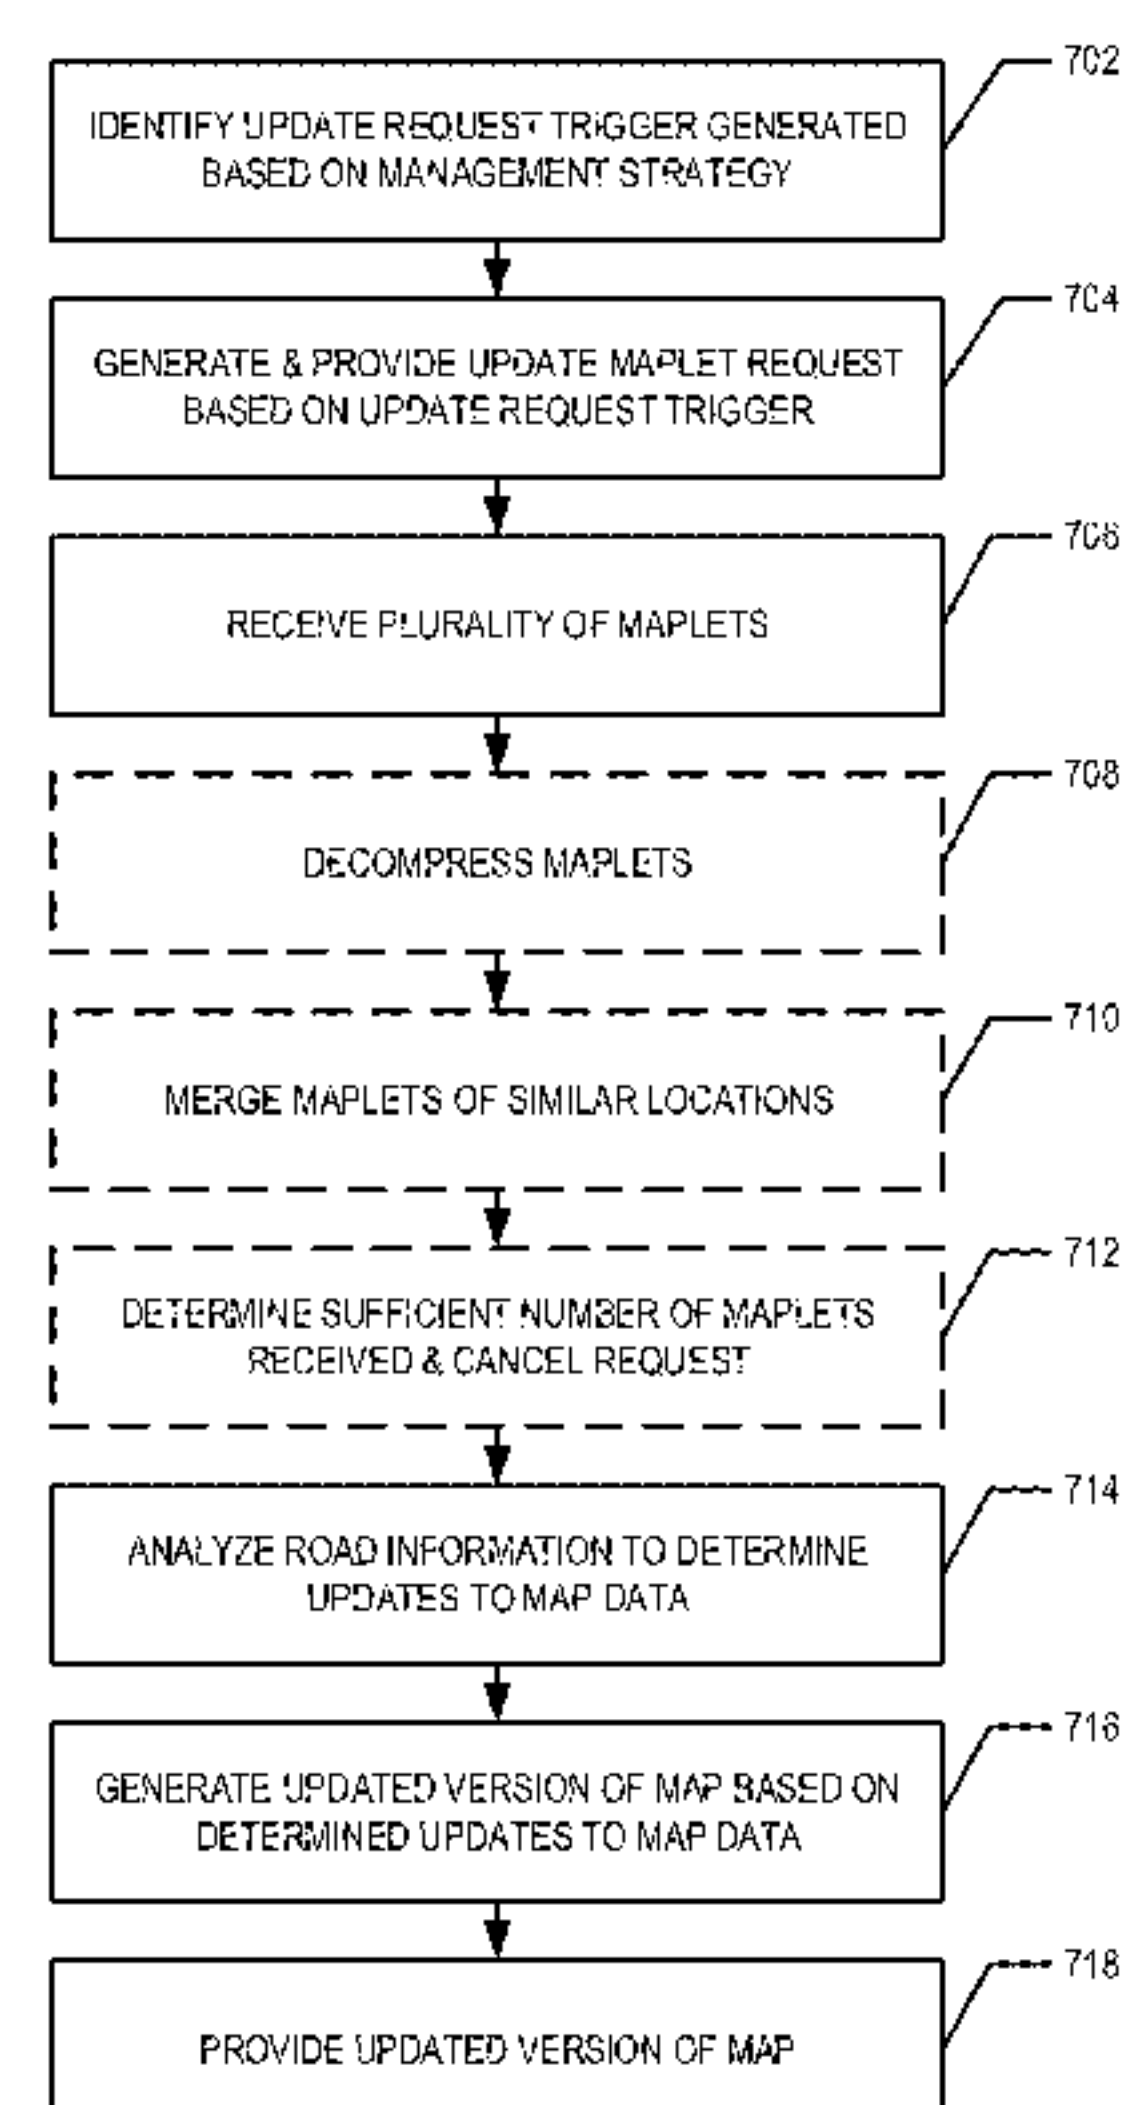 702
IDENTIFY UPDATE REQUEST TRIGGER GENERATED
BASED ON MANAGEMENT STRATEGY
704
GENERATE & PROVIDE UPDATE MAPLET REQUEST
BASED ON UPDATE REQUEST TRIGGER
706
RECEIVE PLURALITY OF MAPLETS
708
DECOMPRESS MAPLETS
710
MERGE MAPLETS OF SIMILAR LOCATIONS
712
DETERMINE SUFFICIENT NUMBER OF MAPLETS
RECEIVED & CANCEL REQUEST
714
ANALYZE ROAD INFORMATION TO DETERMINE
UPDATES TO MAP DATA
716
GENERATE UPDATED VERSION OF MAP BASED ON
DETERMINED UPDATES TO MAP DATA
718
PROVIDE UPDATED VERSION OF MAP